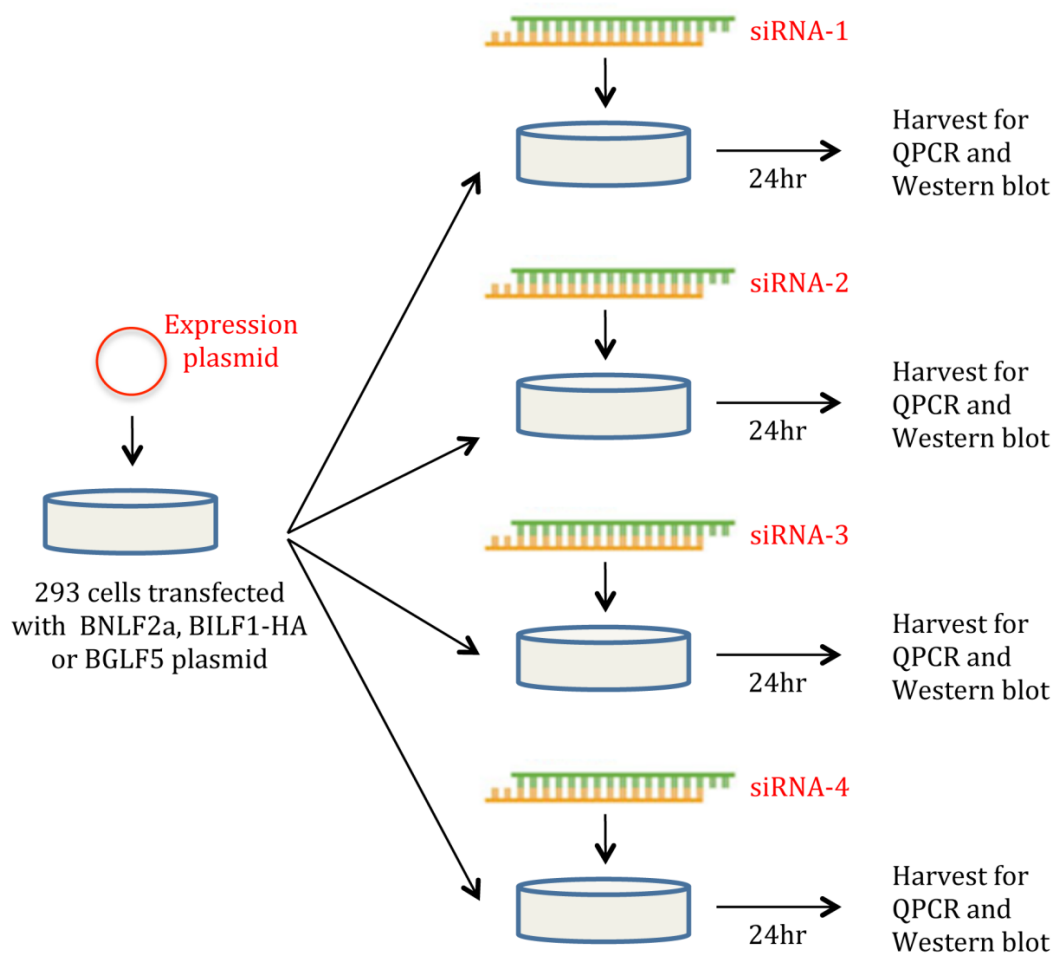 Expression
plasmid
293 cells transfected
with BNLF2a, BILF1-HA
or BGLF5 plasmid
siRNA-1
24hr
Harvest for
QPCR and
Western blot
siRNA-2
24hr
Harvest for
QPCR and
Western blot
siRNA-3
24hr
Harvest for
QPCR and
Western blot
siRNA-4
24hr
Harvest for
QPCR and
Western blot